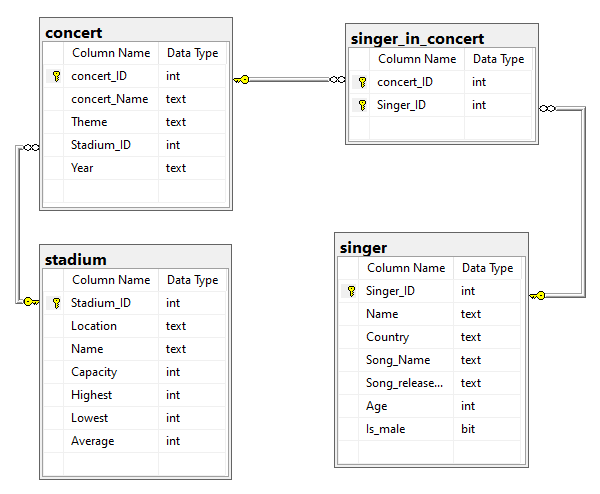 concert
Column Name Data Type
concert_ID int
concert_Name text
Theme text
Stadium_ID int
Year text
singer_in_concert
Column Name Data Type
concert_ID int
Singer_ID int
stadium
Column Name Data Type
Stadium_ID int
Location text
Name text
Capacity int
Highest int
Lowest int
Average int
singer
Column Name Data Type
Singer_ID int
Name text
Country text
Song_Name text
Song_release... text
Age int
Is_male bit